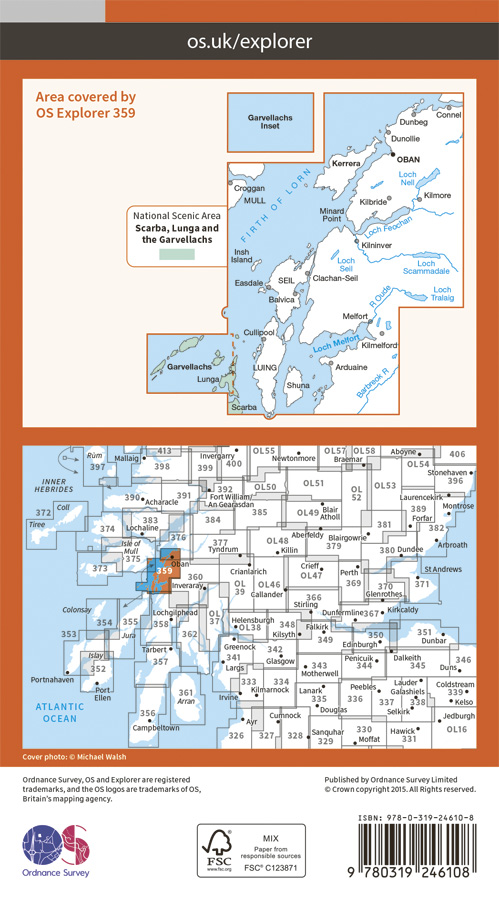 os.uk/explorer
Area covered by
OS Explorer 359
Garvellachs
Inset
Connel
Dunbeg
Dunollie
OBAN
Kerrera
Loch
Nell
Croggan
MULL
FIRTH OF LORN
Kilbride
Kilmore
Minard
Point
Loch Feochan
Kilninver
National Scenic Area
Scarba, Lunga and
the Garvellachs
Insh
Island
Loch
Seil
Loch
Scammadale
SEIL
Clachan-Seil
Easdale
Balvica
R Oude
Loch
Tralaig
Melfort
Cullipool
Loch Melfort
Kilmelford
Garvellachs
Lunga
LUING
Arduaine
Shuna
Barbreck R
Scarba
Rùm
397
Mallaig
413
398
Invergarry
399
400
OL55
Newtonmore
OL57
Braemar
OL58
Aboyne
OL54
406
Stonehaven
396
INNER
HEBRIDES
390
Acharacle
391
392
Fort William/
An Gearasdan
OL50
OL51
OL
52
OL53
Laurencekirk
Montrose
372
Coll
Tiree
374
383
Lochaline
384
385
OL49
Blair
Atholl
381
389
Forfar
382
Arbroath
Isle of
Mull
375
376
377
Tyndrum
OL48
Killin
Aberfeldy
379
Blairgowrie
380
Dundee
373
359
Oban
360
Inveraray
Crianlarich
OL
39
OL46
Callander
Crieff
OL47
Perth
369
370
Glenrothes
St Andrews
371
Colonsay
353
354
355
Jura
Lochgilphead
358
362
OL
37
Helensburgh
OL38
348
Kilsyth
366
Stirling
Dunfermline
367
Kirkcaldy
Falkirk
349
350
Edinburgh
351
Dunbar
Islay
352
Portnahaven
Port
Ellen
Tarbert
357
Greenock
341
Largs
342
Glasgow
343
Motherwell
Penicuik
344
Dalkeith
345
346
Duns
361
Arran
333
Irvine
334
Kilmarnock
Lanark
335
Douglas
Peebles
336
337
Lauder
Galashiels
338
Selkirk
Coldstream
339
Kelso
ATLANTIC
OCEAN
356
Campbeltown
Ayr
326
Cumnock
327
328
Sanquhar
329
330
Moffat
Hawick
331
Jedburgh
OL16
Cover photo: © Michael Walsh
Ordnance Survey, OS and Explorer are registered
trademarks, and the OS logos are trademarks of OS,
Britain's mapping agency.
Published by Ordnance Survey Limited
© Crown copyright 2015. All Rights reserved.
OS
Ordnance Survey
FSC
www.fsc.org
MIX
Paper from
responsible sources
FSC® C123871
ISBN: 978-0-319-24610-8
9 780319 246108